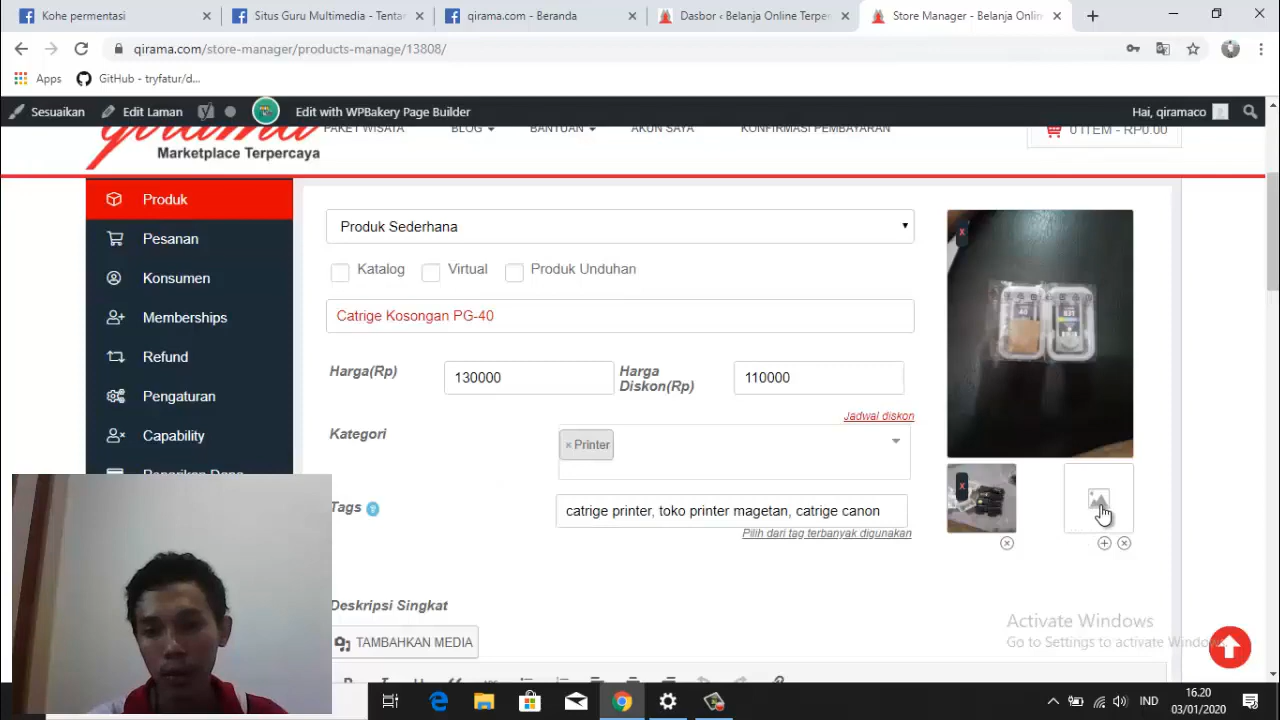 Kohe permentasi
Situs Guru Multimedia - Tentar
qirama.com - Beranda
Dasbor ‹ Belanja Online Terper
Store Manager - Belanja Onlin
qirama.com/store-manager/products-manage/13808/
Apps
GitHub - tryfatur/d...
Sesuaikan
Edit Laman
Edit with WPBakery Page Builder
Hai, qiramaco
qirama
PAKET WISATA
BLOG
BANTUAN
AKUN SAYA
KONFIRMASI PEMBAYARAN
0 ITEM - RP0.00
Marketplace Terpercaya
Produk
Pesanan
Konsumen
Memberships
Refund
Pengaturan
Capability
Penarikan Dana
Produk Sederhana
Katalog
Virtual
Produk Unduhan
Catrige Kosongan PG-40
Harga(Rp)
130000
Harga
Diskon(Rp)
110000
Jadwal diskon
Kategori
× Printer
Tags
catrige printer, toko printer magetan, catrige canon
Pilih dari tag terbanyak digunakan
Deskripsi Singkat
TAMBAHKAN MEDIA
x
x
Activate Windows
Go to Settings to activate Windows.
IND
16.20
03/01/2020